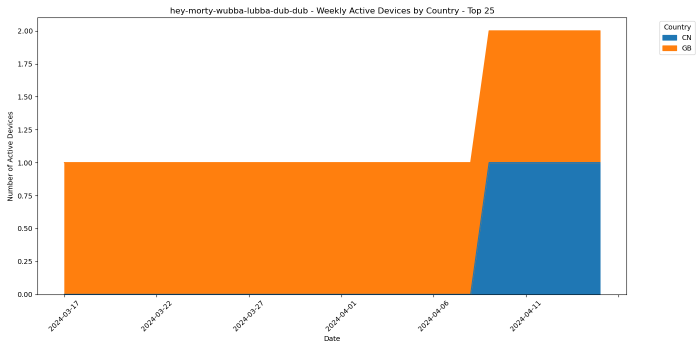 hey-morty-wubba-lubba-dub-dub - Weekly Active Devices by Country - Top 25
Country
CN
GB
Number of Active Devices
2.00
1.75
1.50
1.25
1.00
0.75
0.50
0.25
0.00
2024-03-17
2024-03-22
2024-03-27
2024-04-01
2024-04-06
2024-04-11
Date